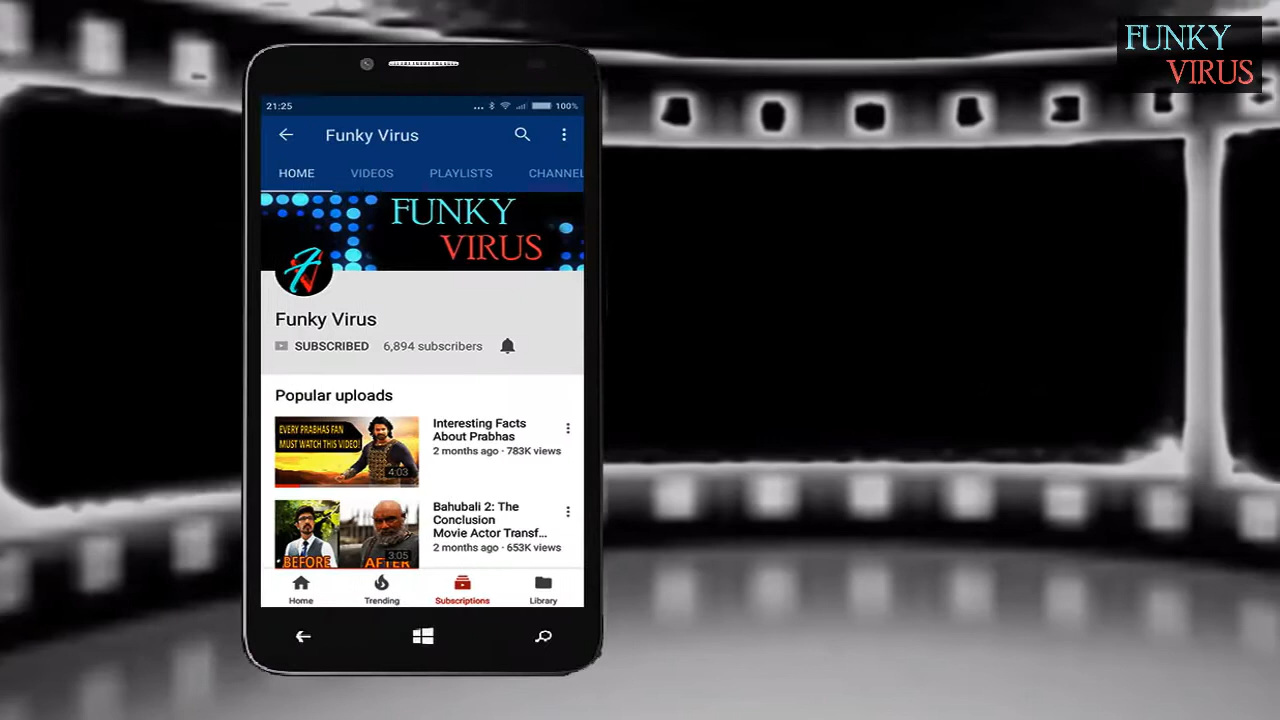 FUNKY
VIRUS
21:25
100%
Funky Virus
HOME VIDEOS PLAYLISTS CHANNEL
FUNKY
VIRUS
FV
Funky Virus
SUBSCRIBED 6,894 subscribers
Popular uploads
EVERY PRABHAS FAN
MUST WATCH THIS VIDEO!
4:03
Interesting Facts
About Prabhas
2 months ago · 783K views
BEFORE AFTER
3:05
Bahubali 2: The
Conclusion
Movie Actor Transf...
2 months ago · 653K views
Home Trending Subscriptions Library